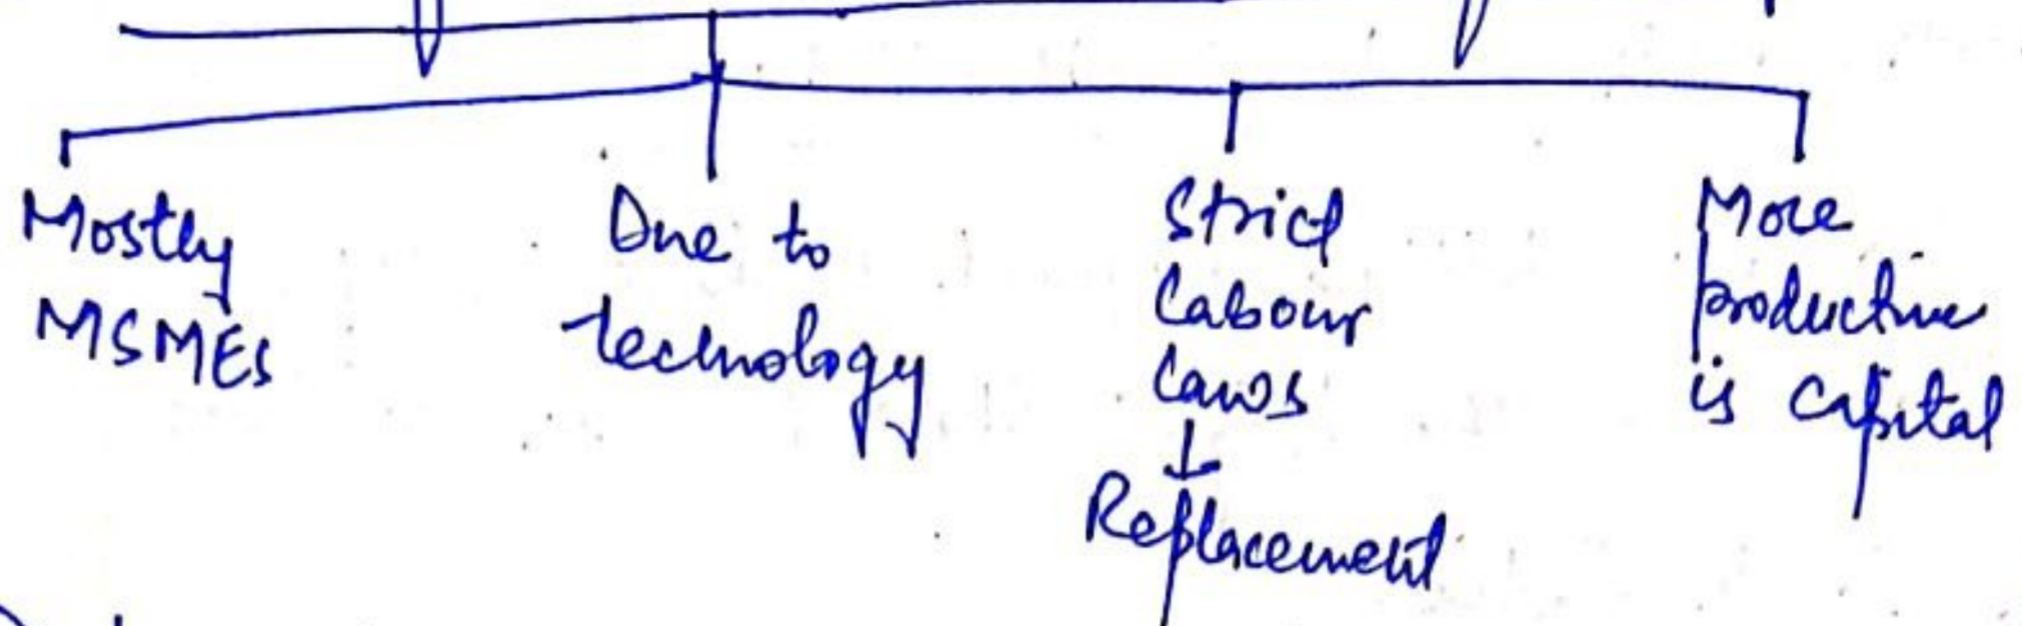 Mostly
MSMEs
Due to
technology
Strict
Labour
Laws
↓
Replacement
More
productive
is capital